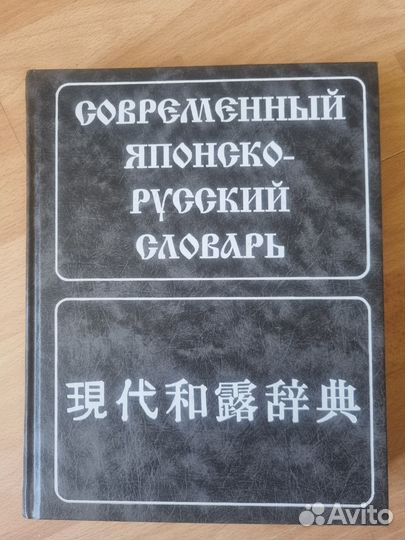 СОВРЕМЕННЫЙ
ЯПОНСКО-
РУССКИЙ
СЛОВАРЬ
現代和露辞典
Avito